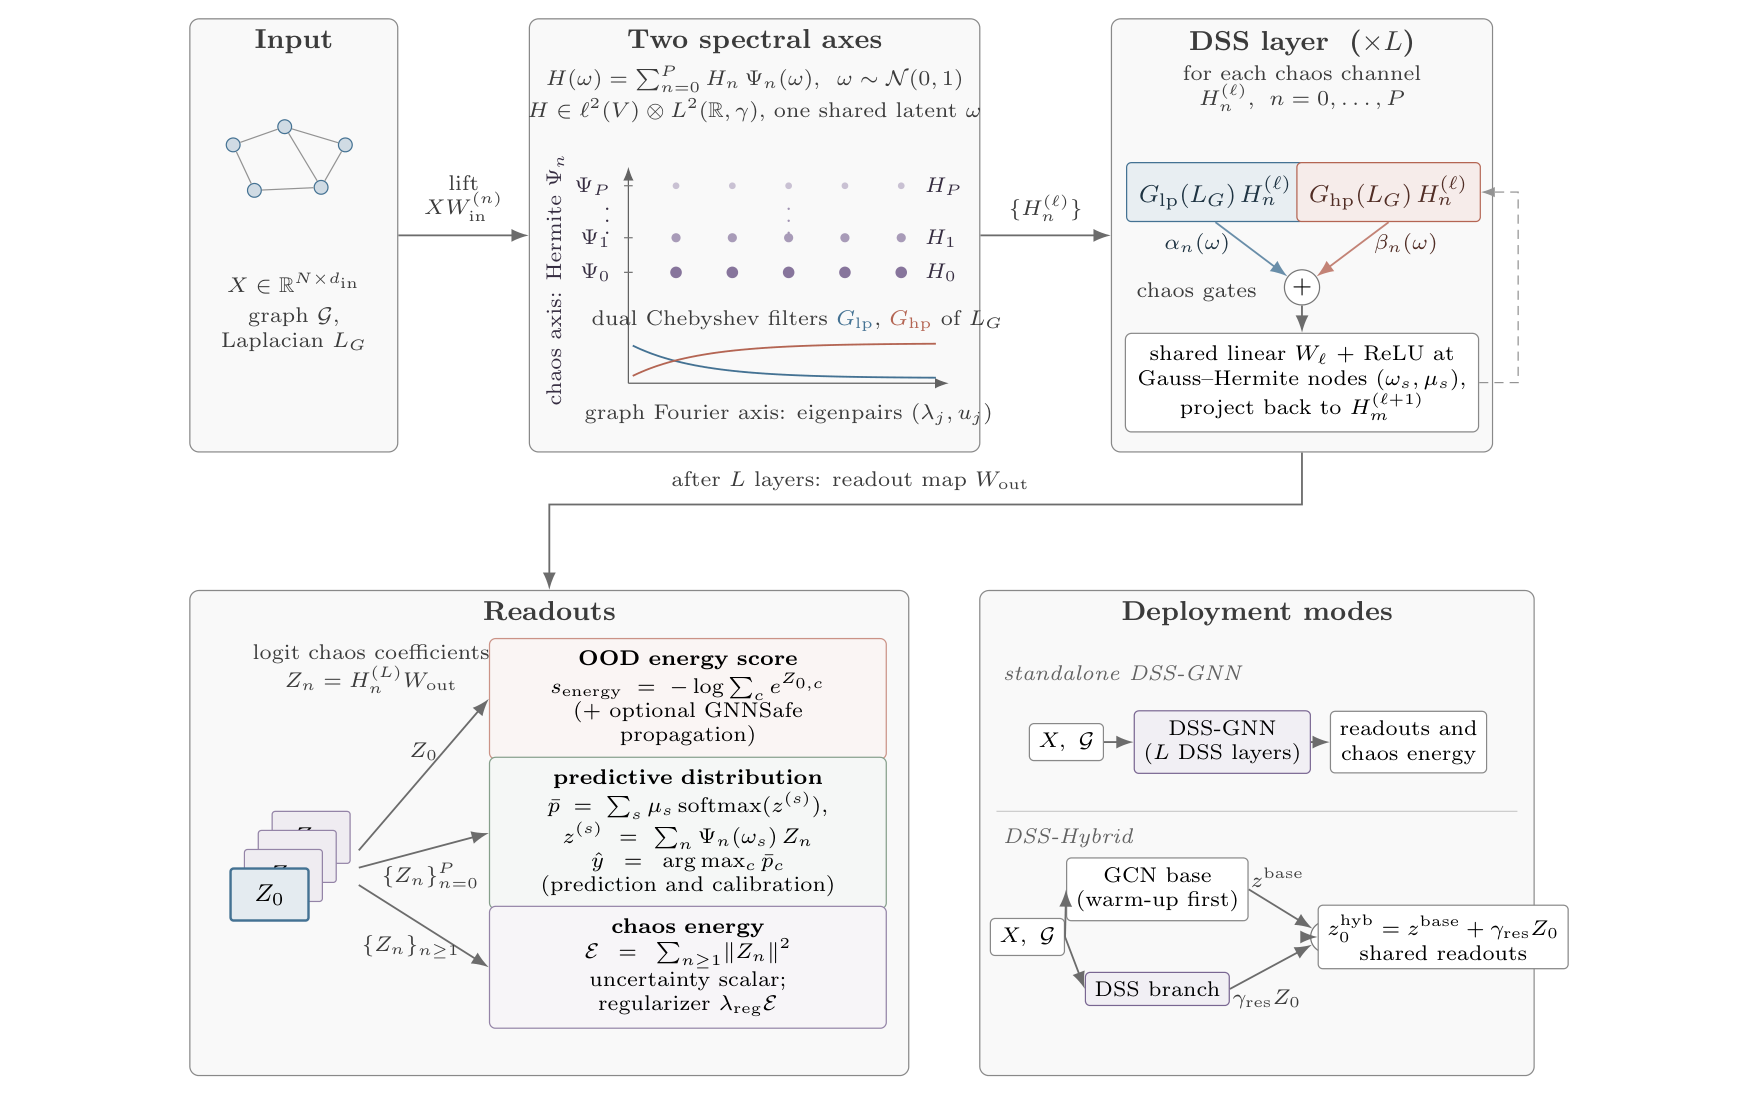 Input
X ∈ ℝ^{N×d_in}
graph 𝒢,
Laplacian L_G
lift
XW_in^{(n)}
Two spectral axes
H(ω) = ∑_{n=0}^{P} H_n Ψ_n(ω), ω ∼ 𝒩(0, 1)
H ∈ ℓ²(V) ⊗ L²(ℝ, γ), one shared latent ω
chaos axis: Hermite Ψ_n
Ψ_P
⋮
Ψ_1
Ψ_0
⋮
H_P
H_1
H_0
dual Chebyshev filters G_lp, G_hp of L_G
graph Fourier axis: eigenpairs (λ_j, u_j)
{H_n^{(ℓ)}}
DSS layer (×L)
for each chaos channel
H_n^{(ℓ)}, n = 0, . . . , P
G_lp(L_G) H_n^{(ℓ)}
G_hp(L_G) H_n^{(ℓ)}
α_n(ω)
β_n(ω)
chaos gates
+
shared linear W_ℓ + ReLU at
Gauss–Hermite nodes (ω_s, μ_s),
project back to H_m^{(ℓ+1)}
after L layers: readout map W_out
Readouts
logit chaos coefficients
Z_n = H_n^{(L)} W_out
Z_0
Z_0
{Z_n}_{n=0}^{P}
{Z_n}_{n≥1}
OOD energy score
s_energy = − log ∑_c e^{Z_{0,c}}
(+ optional GNNSafe
propagation)
predictive distribution
p̄ = ∑_s μ_s softmax(z^{(s)}),
z^{(s)} = ∑_n Ψ_n(ω_s) Z_n
ŷ = arg max_c p̄_c
(prediction and calibration)
chaos energy
ℰ = ∑_{n≥1} ‖Z_n‖²
uncertainty scalar;
regularizer λ_reg ℰ
Deployment modes
standalone DSS-GNN
X, 𝒢
DSS-GNN
(L DSS layers)
readouts and
chaos energy
DSS-Hybrid
X, 𝒢
GCN base
(warm-up first)
z^base
DSS branch
γ_res Z_0
z_0^hyb = z^base + γ_res Z_0
shared readouts